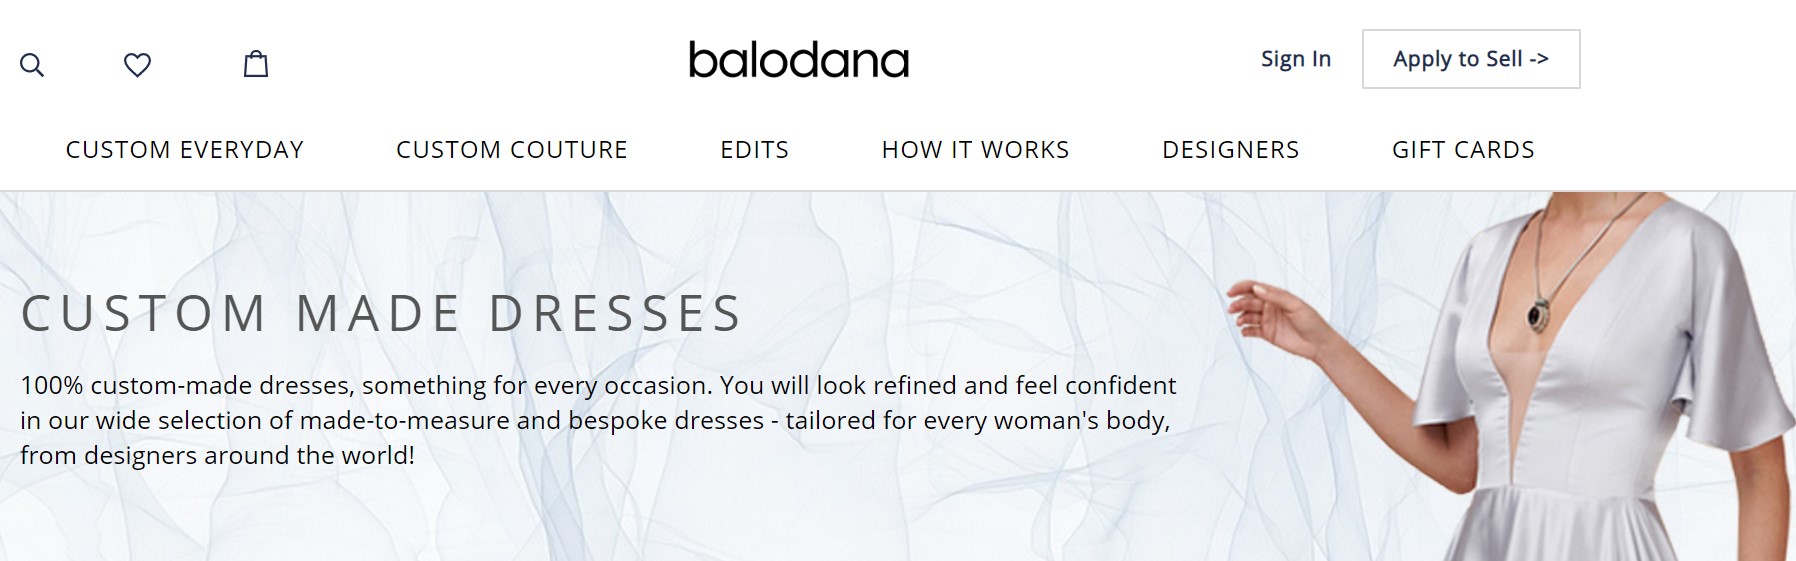 balodana
Sign In
Apply to Sell ->
CUSTOM EVERYDAY
CUSTOM COUTURE
EDITS
HOW IT WORKS
DESIGNERS
GIFT CARDS
CUSTOM MADE DRESSES
100% custom-made dresses, something for every occasion. You will look refined and feel confident
in our wide selection of made-to-measure and bespoke dresses - tailored for every woman's body,
from designers around the world!